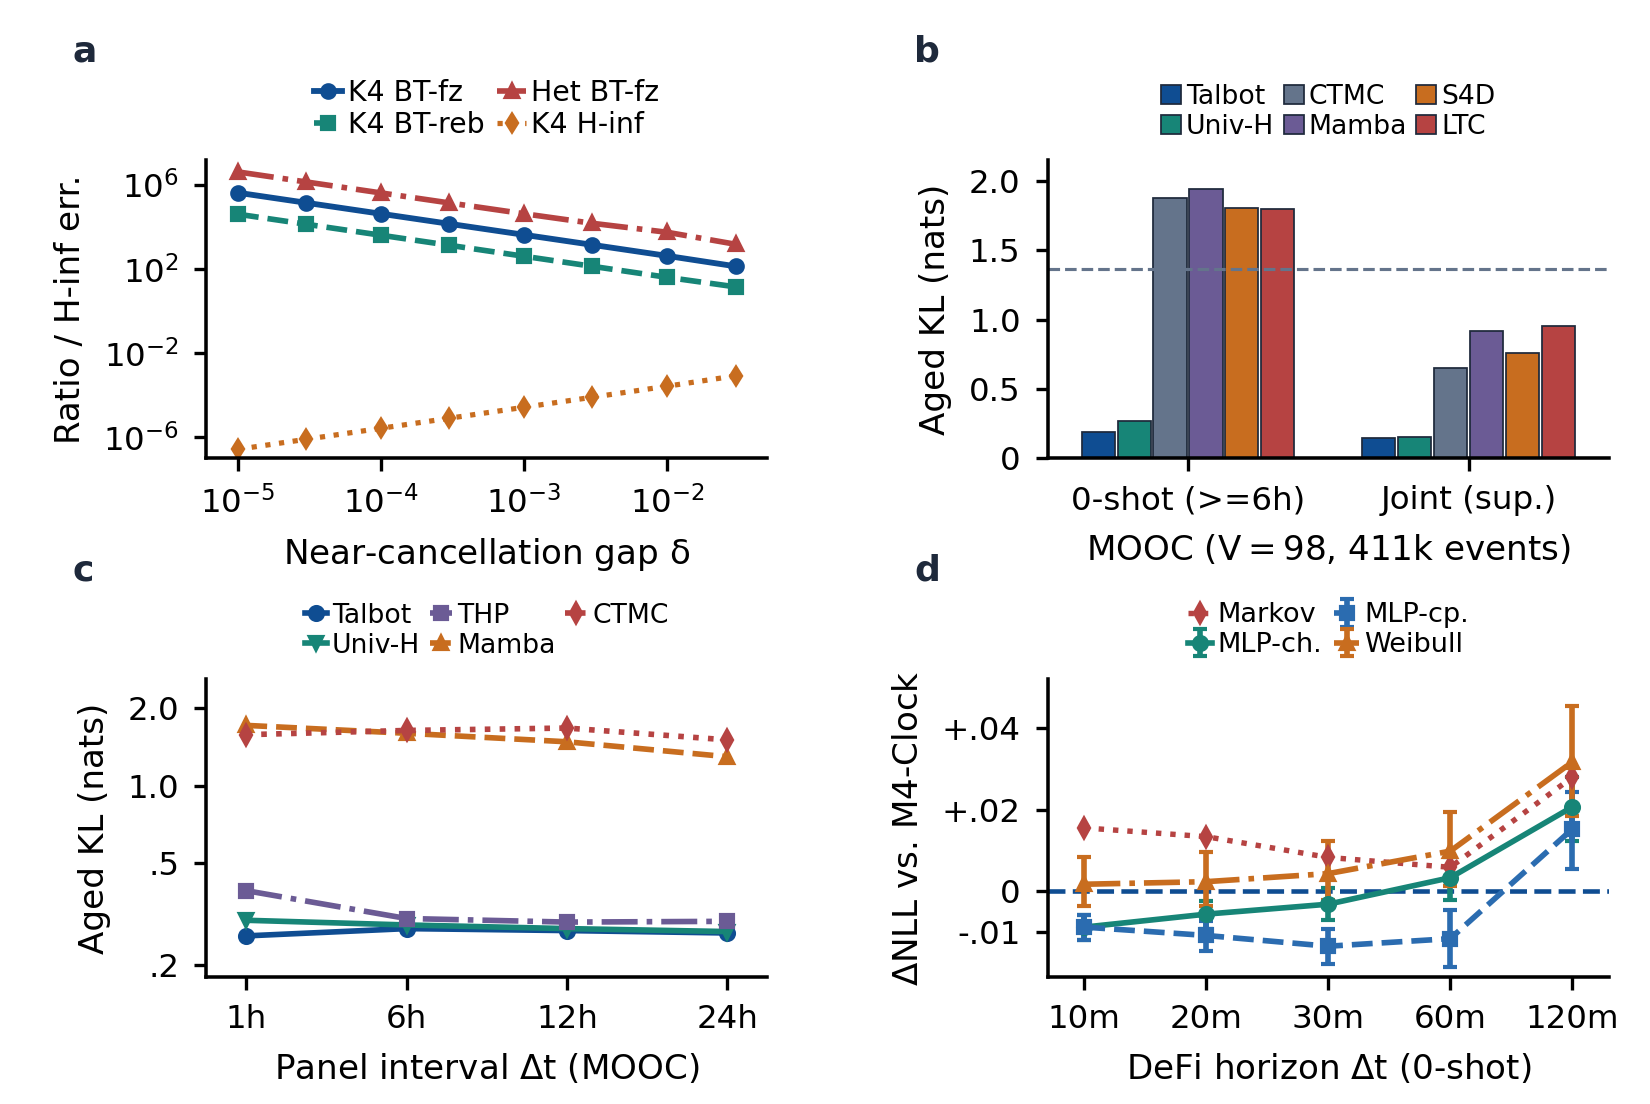 a
K4 BT-fz
Het BT-fz
K4 BT-reb
K4 H-inf
Ratio / H-inf err.
10⁶
10²
10⁻²
10⁻⁶
10⁻⁵
10⁻⁴
10⁻³
10⁻²
Near-cancellation gap δ
b
Talbot
CTMC
S4D
Univ-H
Mamba
LTC
Aged KL (nats)
2.0
1.5
1.0
0.5
0
0-shot (>=6h)
Joint (sup.)
MOOC (V = 98, 411k events)
c
Talbot
THP
CTMC
Univ-H
Mamba
Aged KL (nats)
2.0
1.0
.5
.2
1h
6h
12h
24h
Panel interval Δt (MOOC)
d
Markov
MLP-cp.
MLP-ch.
Weibull
ΔNLL vs. M4-Clock
+.04
+.02
0
-.01
10m
20m
30m
60m
120m
DeFi horizon Δt (0-shot)